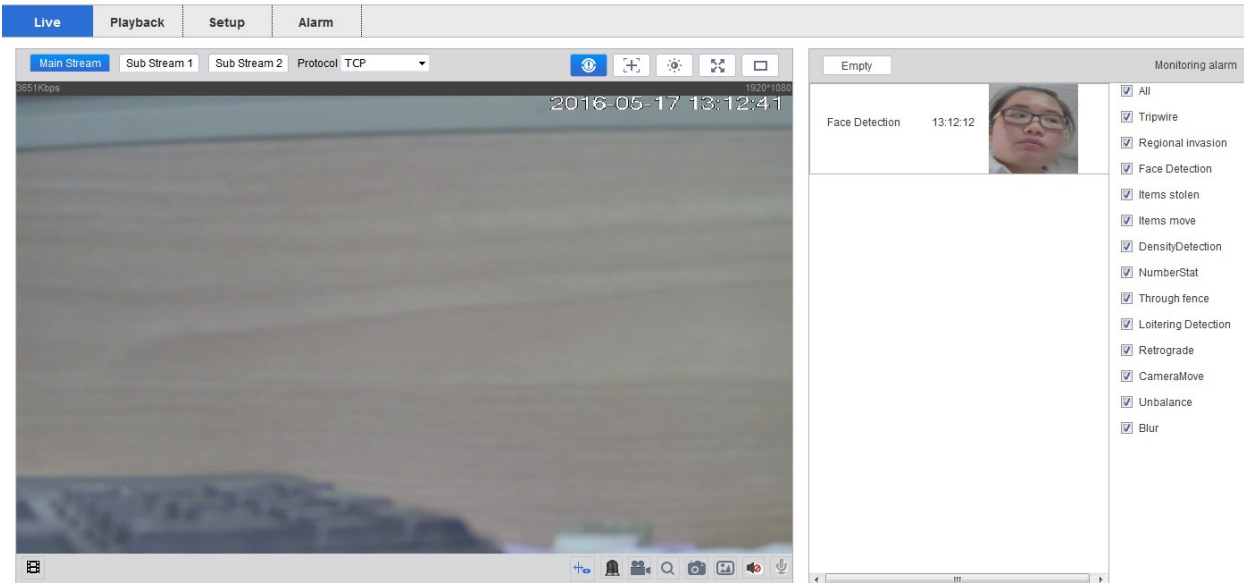 Live Playback Setup Alarm
Main Stream Sub Stream 1 Sub Stream 2 Protocol TCP
3651Kbps 1920*1080
2016-05-17 13:12:41
Empty Monitoring alarm
Face Detection 13:12:12
All
Tripwire
Regional invasion
Face Detection
Items stolen
Items move
DensityDetection
NumberStat
Through fence
Loitering Detection
Retrograde
CameraMove
Unbalance
Blur